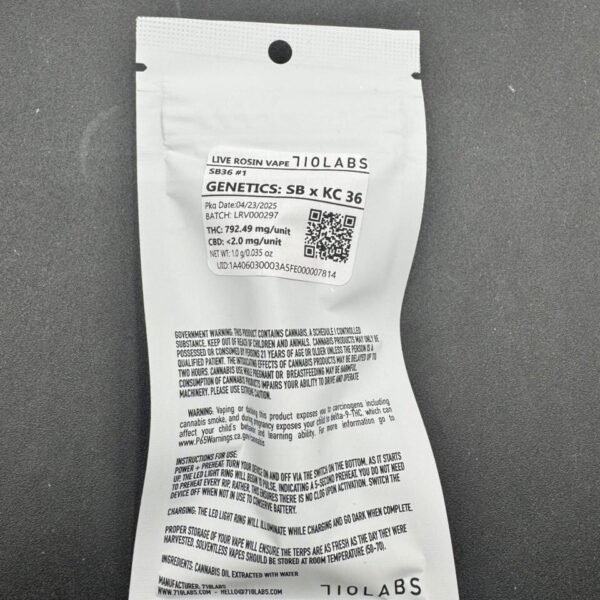 LIVE ROSIN VAPE 710LABS
SB36 #1
GENETICS: SB x KC 36
Pkg Date:04/23/2025
BATCH: LRV000297
THC: 792.49 mg/unit
CBD: <2.0 mg/unit
NET WT: 1.0 g/0.035 oz
UID:1A406030003A5FE000007814
GOVERNMENT WARNING: THIS PRODUCT CONTAINS CANNABIS, A SCHEDULE I CONTROLLED
SUBSTANCE. KEEP OUT OF REACH OF CHILDREN AND ANIMALS. CANNABIS PRODUCTS MAY ONLY BE
POSSESSED OR CONSUMED BY PERSONS 21 YEARS OF AGE OR OLDER UNLESS THE PERSON IS A
QUALIFIED PATIENT. THE INTOXICATING EFFECTS OF CANNABIS PRODUCTS MAY BE DELAYED UP TO
TWO HOURS. CANNABIS USE WHILE PREGNANT OR BREASTFEEDING MAY BE HARMFUL.
CONSUMPTION OF CANNABIS PRODUCTS IMPAIRS YOUR ABILITY TO DRIVE AND OPERATE
MACHINERY. PLEASE USE EXTREME CAUTION.
WARNING: Vaping or dabbing this product exposes you to carcinogens including
cannabis smoke, and during pregnancy exposes your child to delta-9-THC, which can
affect your child's behavior and learning ability. For more information go to
www.P65Warnings.ca.gov/cannabis
INSTRUCTIONS FOR USE:
POWER + PREHEAT: TURN YOUR DEVICE ON AND OFF VIA THE SWITCH ON THE BOTTOM. AS IT STARTS
UP, THE LED LIGHT RING WILL BEGIN TO PULSE, INDICATING A 5-SECOND PREHEAT. YOU DO NOT NEED
TO PREHEAT EVERY RIP, RATHER, THIS ENSURES THERE IS NO CLOG UPON ACTIVATION. SWITCH THE
DEVICE OFF WHEN NOT IN USE TO CONSERVE BATTERY.
CHARGING: THE LED LIGHT RING WILL ILLUMINATE WHILE CHARGING AND GO DARK WHEN COMPLETE.
PROPER STORAGE OF YOUR VAPE WILL ENSURE THE TERPS ARE AS FRESH AS THE DAY THEY WERE
HARVESTED. SOLVENTLESS VAPES SHOULD BE STORED AT ROOM TEMPERATURE (50-70).
INGREDIENTS: CANNABIS OIL EXTRACTED WITH WATER
MANUFACTURER: 710LABS
WWW.710LABS.COM - HELLO@710LABS.COM
710LABS